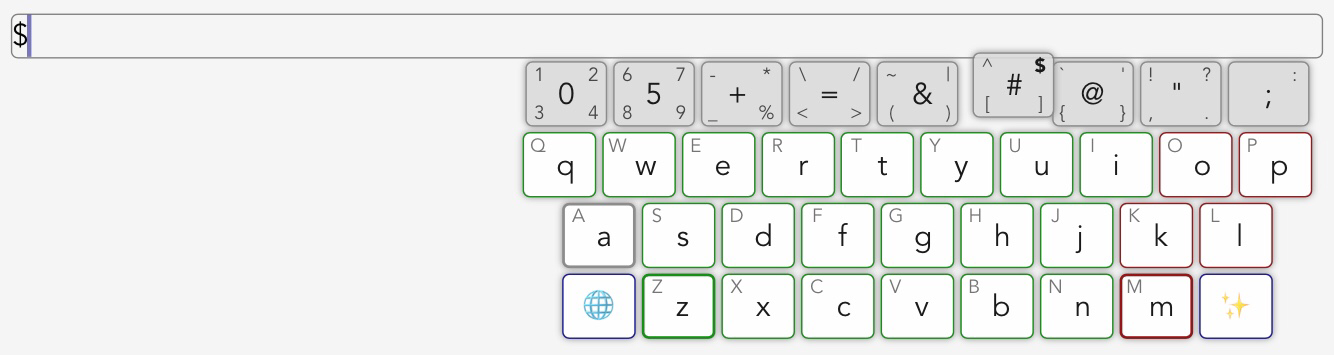 $
1 2 6 7 - * \ / ~ | ^ $ ` ' ! ? :
0 5 + = & # @ " ;
3 4 8 9 _ % < > ( ) [ ] { } , .
Q W E R T Y U I O P
q w e r t y u i o p
A S D F G H J K L
a s d f g h j k l
Z X C V B N M
z x c v b n m